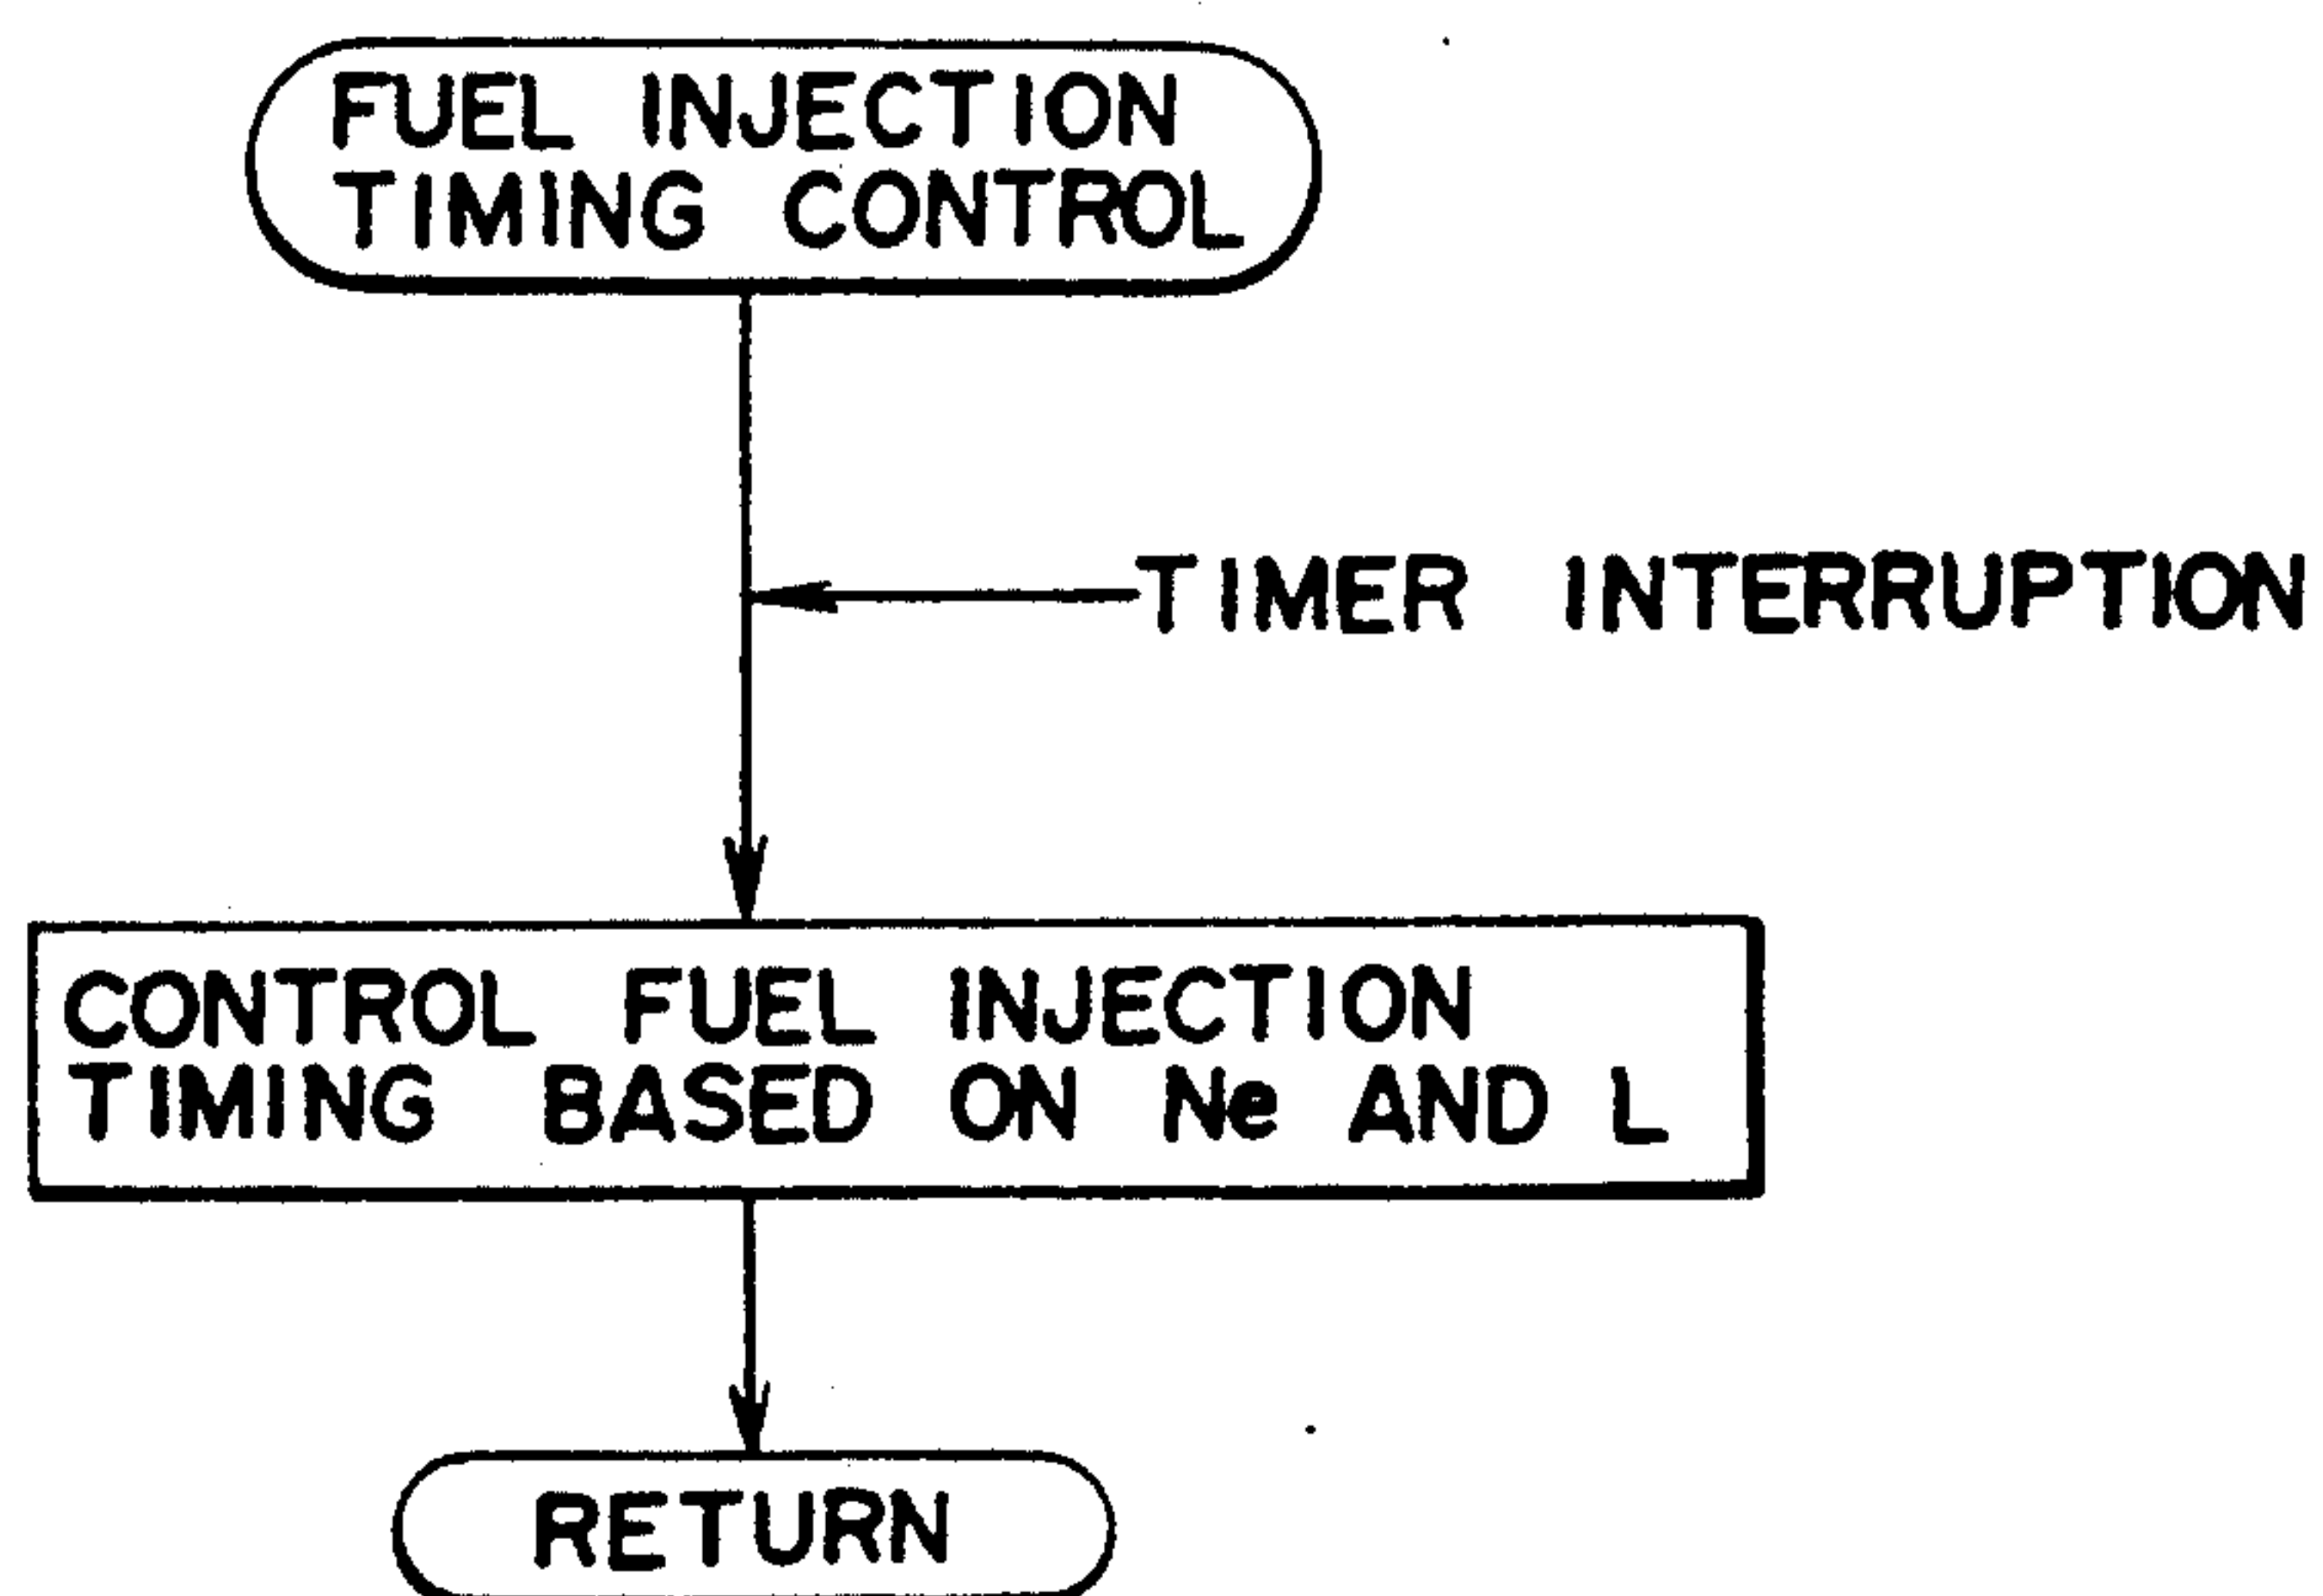 FUEL INJECTION
TIMING CONTROL
TIMER INTERRUPTION
CONTROL FUEL INJECTION
TIMING BASED ON Ne AND L
RETURN